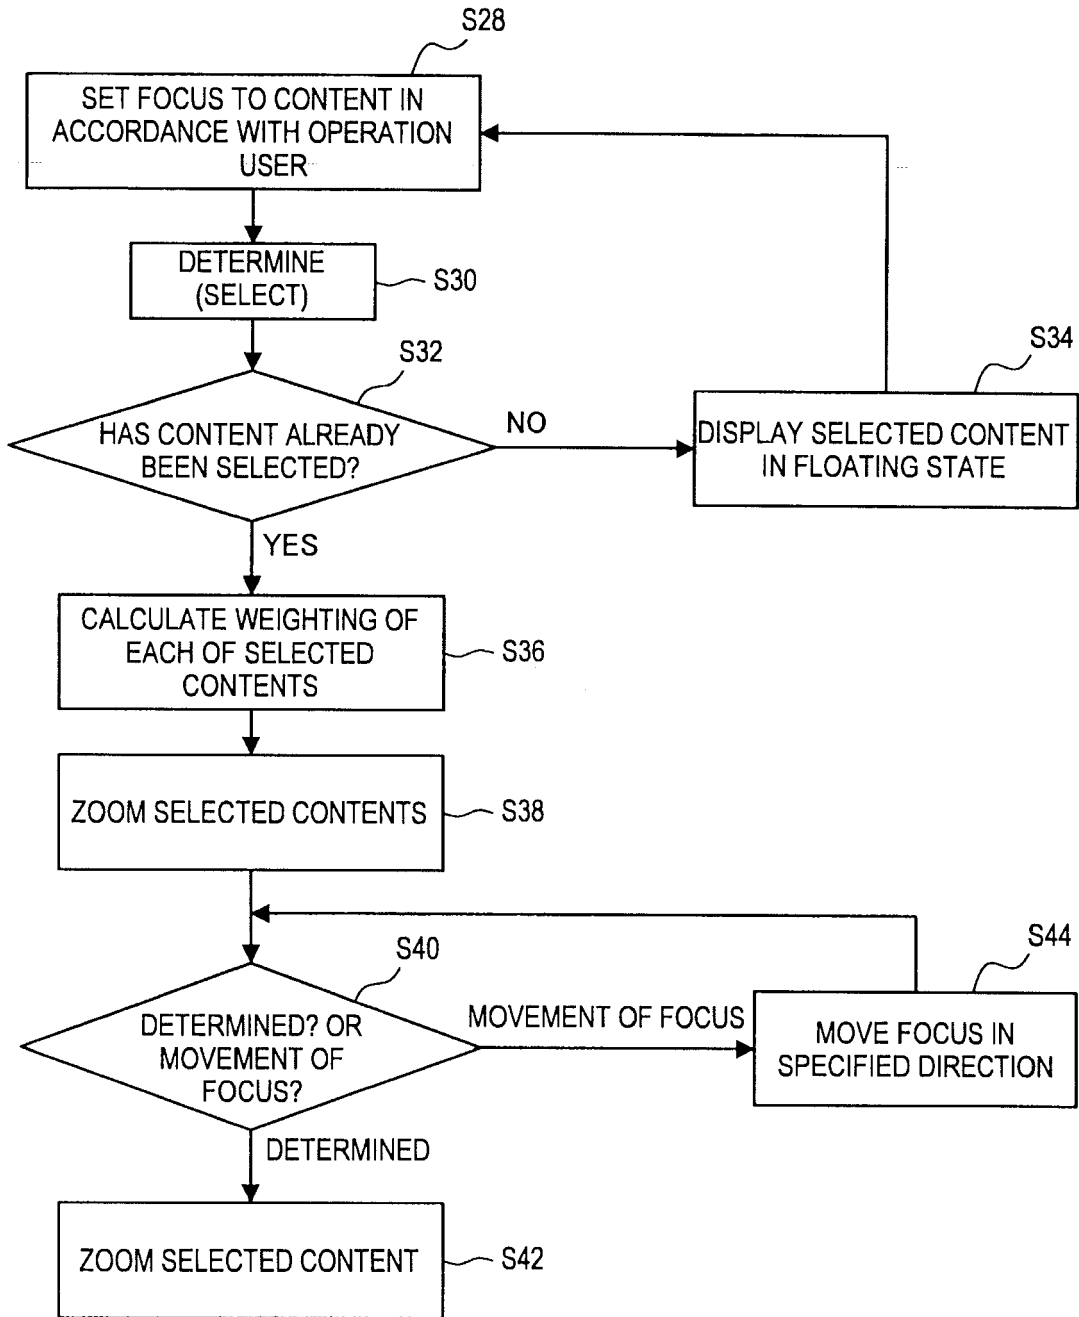 S28
SET FOCUS TO CONTENT IN
ACCORDANCE WITH OPERATION
USER
DETERMINE
(SELECT)
S30
S32
HAS CONTENT ALREADY
BEEN SELECTED?
NO
S34
DISPLAY SELECTED CONTENT
IN FLOATING STATE
YES
CALCULATE WEIGHTING OF
EACH OF SELECTED
CONTENTS
S36
ZOOM SELECTED CONTENTS
S38
S40
DETERMINED? OR
MOVEMENT OF
FOCUS?
MOVEMENT OF FOCUS
S44
MOVE FOCUS IN
SPECIFIED DIRECTION
DETERMINED
ZOOM SELECTED CONTENT
S42